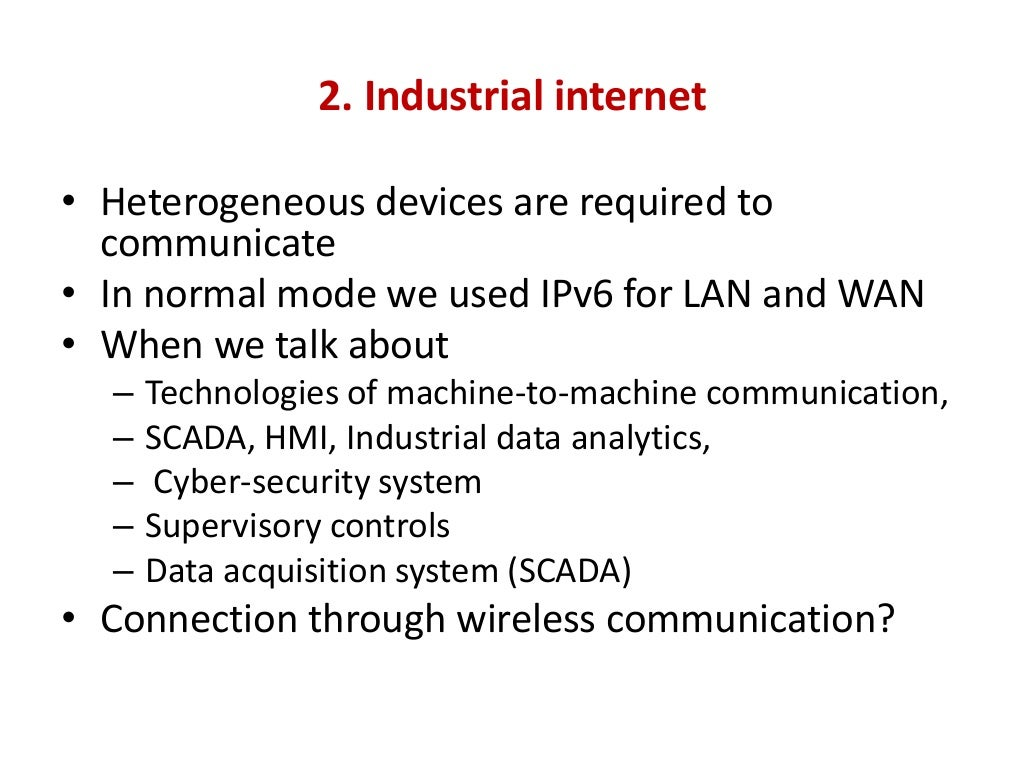 2. Industrial internet
• Heterogeneous devices are required to
communicate
• In normal mode we used IPv6 for LAN and WAN
• When we talk about
– Technologies of machine-to-machine communication,
– SCADA, HMI, Industrial data analytics,
– Cyber-security system
– Supervisory controls
– Data acquisition system (SCADA)
• Connection through wireless communication?